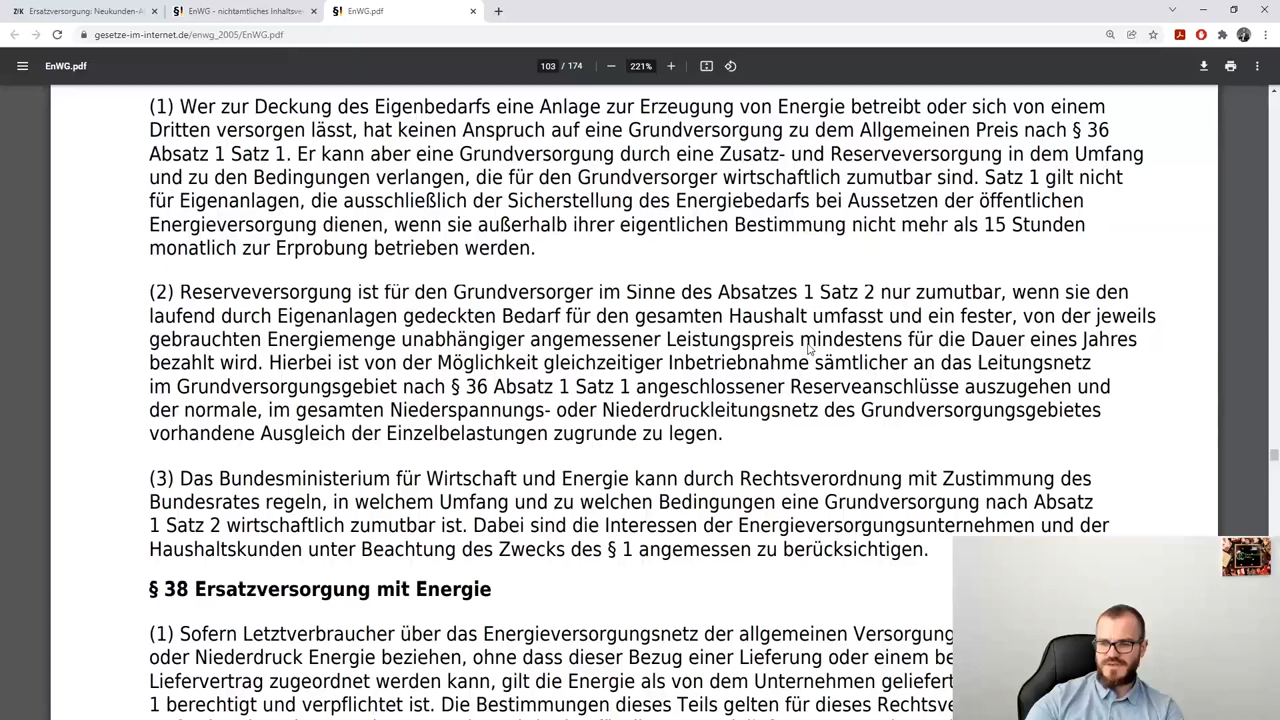 Ersatzversorgung: Neukunden-A
EnWG - nichtamtliches Inhaltsver
EnWG.pdf
gesetze-im-internet.de/enwg_2005/EnWG.pdf
EnWG.pdf
103 / 174
221%
(1) Wer zur Deckung des Eigenbedarfs eine Anlage zur Erzeugung von Energie betreibt oder sich von einem
Dritten versorgen lässt, hat keinen Anspruch auf eine Grundversorgung zu dem Allgemeinen Preis nach § 36
Absatz 1 Satz 1. Er kann aber eine Grundversorgung durch eine Zusatz- und Reserveversorgung in dem Umfang
und zu den Bedingungen verlangen, die für den Grundversorger wirtschaftlich zumutbar sind. Satz 1 gilt nicht
für Eigenanlagen, die ausschließlich der Sicherstellung des Energiebedarfs bei Aussetzen der öffentlichen
Energieversorgung dienen, wenn sie außerhalb ihrer eigentlichen Bestimmung nicht mehr als 15 Stunden
monatlich zur Erprobung betrieben werden.
(2) Reserveversorgung ist für den Grundversorger im Sinne des Absatzes 1 Satz 2 nur zumutbar, wenn sie den
laufend durch Eigenanlagen gedeckten Bedarf für den gesamten Haushalt umfasst und ein fester, von der jeweils
gebrauchten Energiemenge unabhängiger angemessener Leistungspreis mindestens für die Dauer eines Jahres
bezahlt wird. Hierbei ist von der Möglichkeit gleichzeitiger Inbetriebnahme sämtlicher an das Leitungsnetz
im Grundversorgungsgebiet nach § 36 Absatz 1 Satz 1 angeschlossener Reserveanschlüsse auszugehen und
der normale, im gesamten Niederspannungs- oder Niederdruckleitungsnetz des Grundversorgungsgebietes
vorhandene Ausgleich der Einzelbelastungen zugrunde zu legen.
(3) Das Bundesministerium für Wirtschaft und Energie kann durch Rechtsverordnung mit Zustimmung des
Bundesrates regeln, in welchem Umfang und zu welchen Bedingungen eine Grundversorgung nach Absatz
1 Satz 2 wirtschaftlich zumutbar ist. Dabei sind die Interessen der Energieversorgungsunternehmen und der
Haushaltskunden unter Beachtung des Zwecks des § 1 angemessen zu berücksichtigen.
§ 38 Ersatzversorgung mit Energie
(1) Sofern Letztverbraucher über das Energieversorgungsnetz der allgemeinen Versorgung
oder Niederdruck Energie beziehen, ohne dass dieser Bezug einer Lieferung oder einem be
Liefervertrag zugeordnet werden kann, gilt die Energie als von dem Unternehmen geliefert
1 berechtigt und verpflichtet ist. Die Bestimmungen dieses Teils gelten für dieses Rechtsve